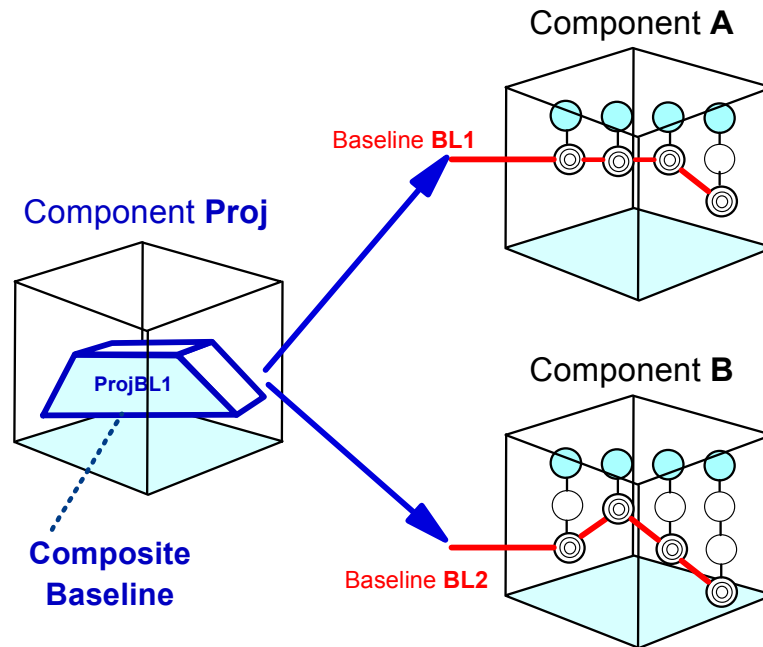 Component A
Baseline BL1
Component Proj
ProjBL1
Component B
Composite
Baseline
Baseline BL2